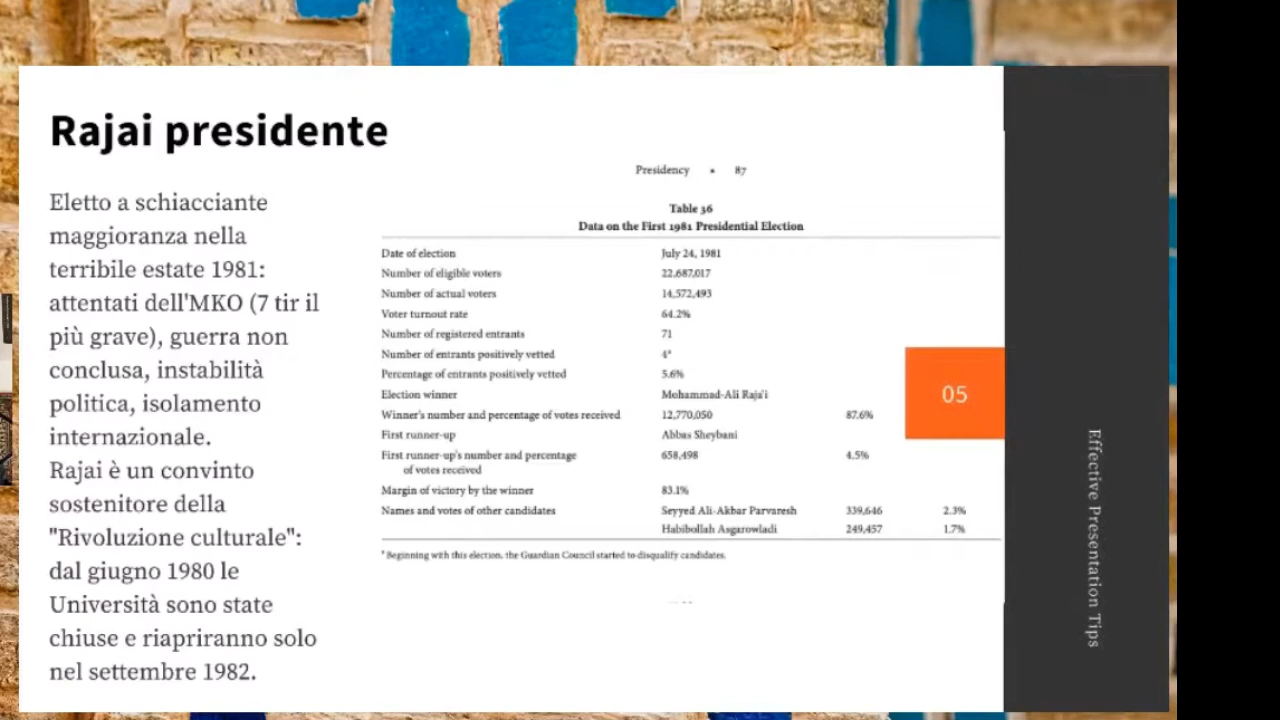 Rajai presidente
Eletto a schiacciante
maggioranza nella
terribile estate 1981:
attentati dell'MKO (7 tir il
più grave), guerra non
conclusa, instabilità
politica, isolamento
internazionale.
Rajai è un convinto
sostenitore della
"Rivoluzione culturale":
dal giugno 1980 le
Università sono state
chiuse e riapriranno solo
nel settembre 1982.
Presidency • 87
Table 36
Data on the First 1981 Presidential Election
Date of election July 24, 1981
Number of eligible voters 22,687,017
Number of actual voters 14,572,493
Voter turnout rate 64.2%
Number of registered entrants 71
Number of entrants positively vetted 4ª
Percentage of entrants positively vetted 5.6%
Election winner Mohammad-Ali Raja'i
Winner's number and percentage of votes received 12,770,050 87.6%
First runner-up Abbas Sheybani
First runner-up's number and percentage 658,498 4.5%
of votes received
Margin of victory by the winner 83.1%
Names and votes of other candidates Seyyed Ali-Akbar Parvaresh 339,646 2.3%
Habibollah Asgarowladi 249,457 1.7%
ª Beginning with this election, the Guardian Council started to disqualify candidates.
05
Effective Presentation Tips